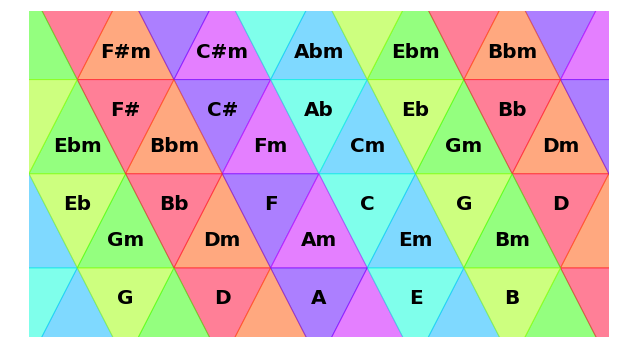 F#m C#m Abm Ebm Bbm
F# C# Ab Eb Bb
Ebm Bbm Fm Cm Gm Dm
Eb Bb F C G D
Gm Dm Am Em Bm
G D A E B